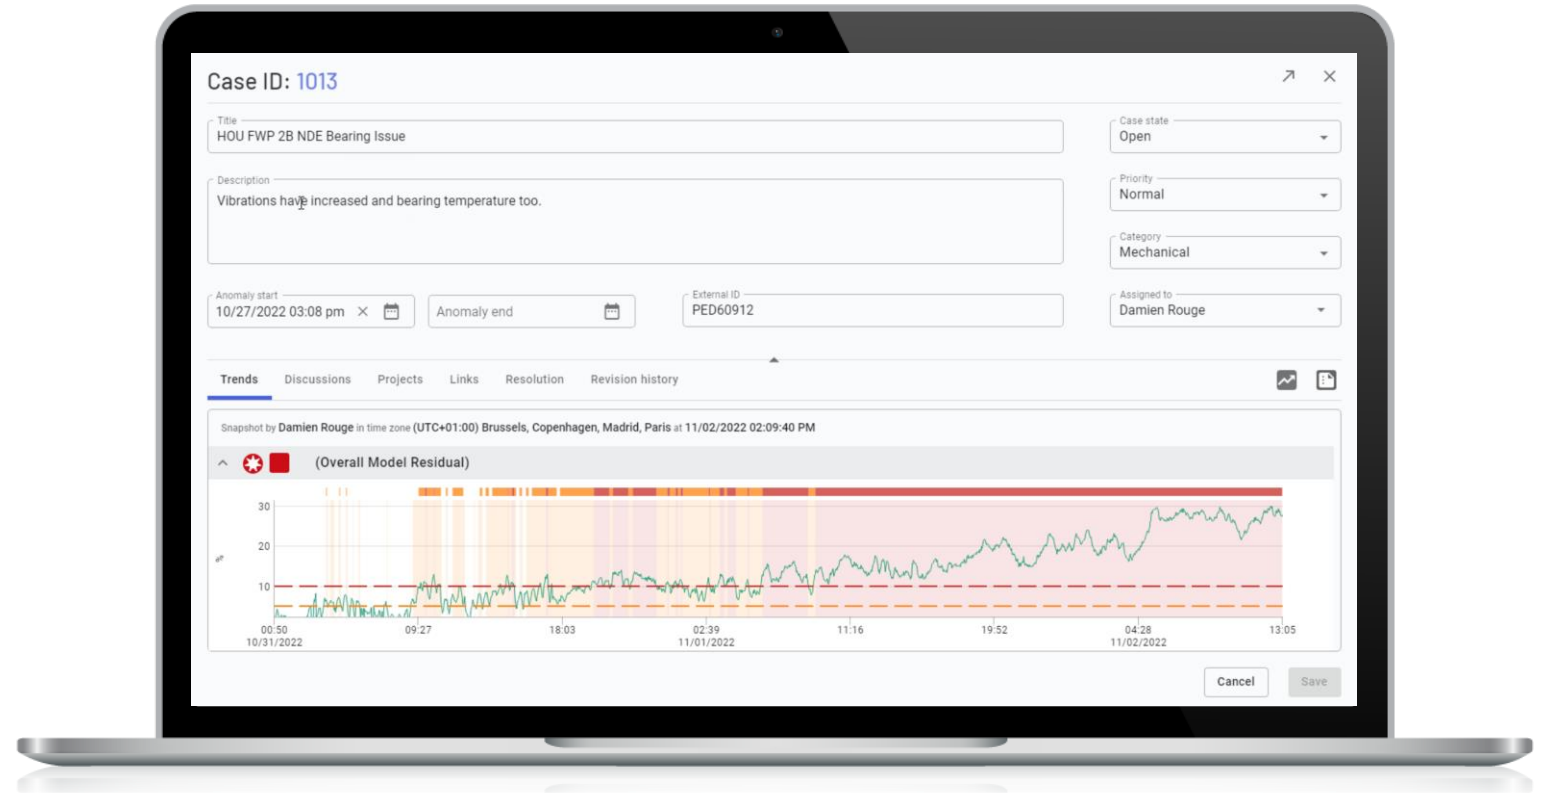 Case ID: 1013
Title
HOU FWP 2B NDE Bearing Issue
Case state
Open
Description
Vibrations have increased and bearing temperature too.
Priority
Normal
Category
Mechanical
Anomaly start
10/27/2022 03:08 pm
Anomaly end
External ID
PED60912
Assigned to
Damien Rouge
Trends Discussions Projects Links Resolution Revision history
Snapshot by Damien Rouge in time zone (UTC+01:00) Brussels, Copenhagen, Madrid, Paris at 11/02/2022 02:09:40 PM
(Overall Model Residual)
30
20
10
00:50 09:27 18:03 02:39 11:16 19:52 04:28 13:05
10/31/2022 11/01/2022 11/02/2022
Cancel Save